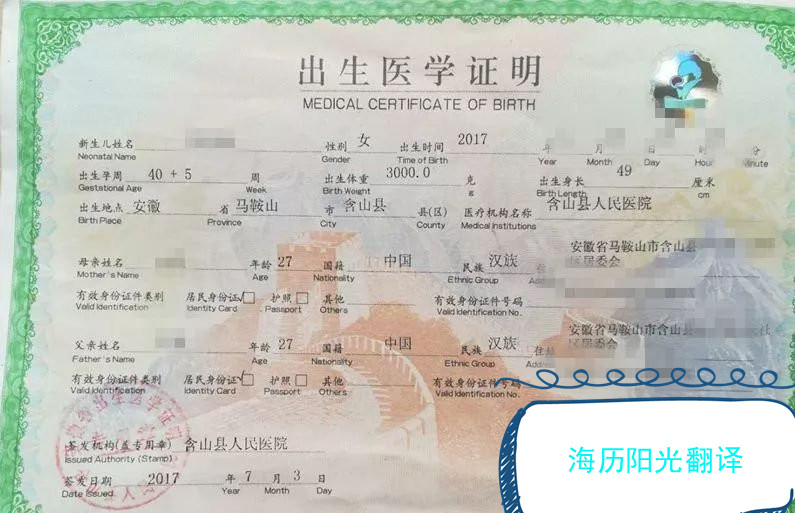 出生医学证明
MEDICAL CERTIFICATE OF BIRTH
新生儿姓名 性别 女 出生时间 2017 年 月 日 时 分
Neonatal Name Gender Time of Birth Year Month Day Hour Minute
出生孕周 40 + 5 周 出生体重 3000.0 克 出生身长 49 厘米
Gestational Age Week Birth Weight g Birth Length cm
出生地点 安徽 省 马鞍山 市 含山县 县(区) 医疗机构名称 含山县人民医院
Birth Place Province City County Medical Institutions
安徽省马鞍山市含山县
母亲姓名 年龄 27 国籍 中国 民族 汉族 居委会
Mother's Name Age Nationality Ethnic Group
有效身份证件类别 居民身份证 护照 其他 有效身份证件号码
Valid Identification Identity Card Passport Others Valid Identification No.
安徽省马鞍山市含山县
父亲姓名 年龄 27 国籍 中国 民族 汉族 住址 居委会
Father's Name Age Nationality Ethnic Group
有效身份证件类别 居民身份证 护照 其他 有效身份证件号码
Valid Identification Identity Card Passport Others Valid Identification No.
签发机构(盖专用章) 含山县人民医院
Issued Authority (Stamp)
签发日期 2017 年 7 月 3 日
Date Issued Year Month Day
海历阳光翻译